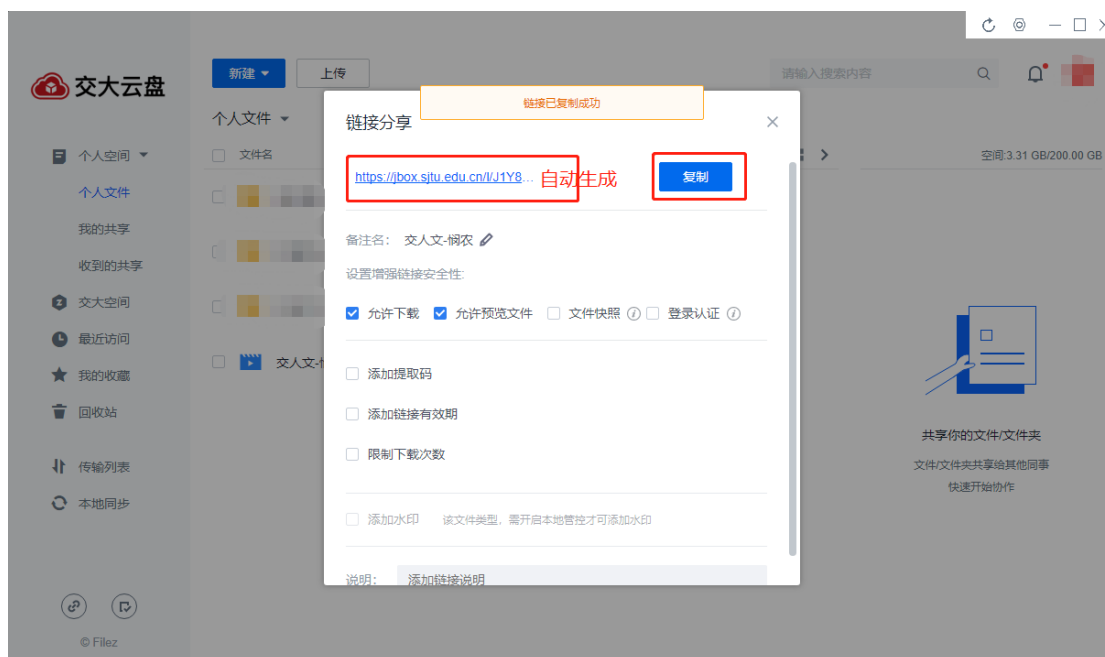 交大云盘
新建
上传
请输入搜索内容
链接已复制成功
个人文件
链接分享
个人空间
文件名
空间:3.31 GB/200.00 GB
https://jbox.sjtu.edu.cn/l/J1Y8...
自动生成
复制
个人文件
我的共享
备注名: 交人文-悯农
收到的共享
设置增强链接安全性:
交大空间
允许下载 允许预览文件 文件快照 登录认证
最近访问
交人文-
我的收藏
添加提取码
回收站
添加链接有效期
共享你的文件/文件夹
限制下载次数
文件/文件夹共享给其他同事
传输列表
快速开始协作
本地同步
添加水印 该文件类型，需开启本地管控才可添加水印
说明: 添加链接说明
© Filez